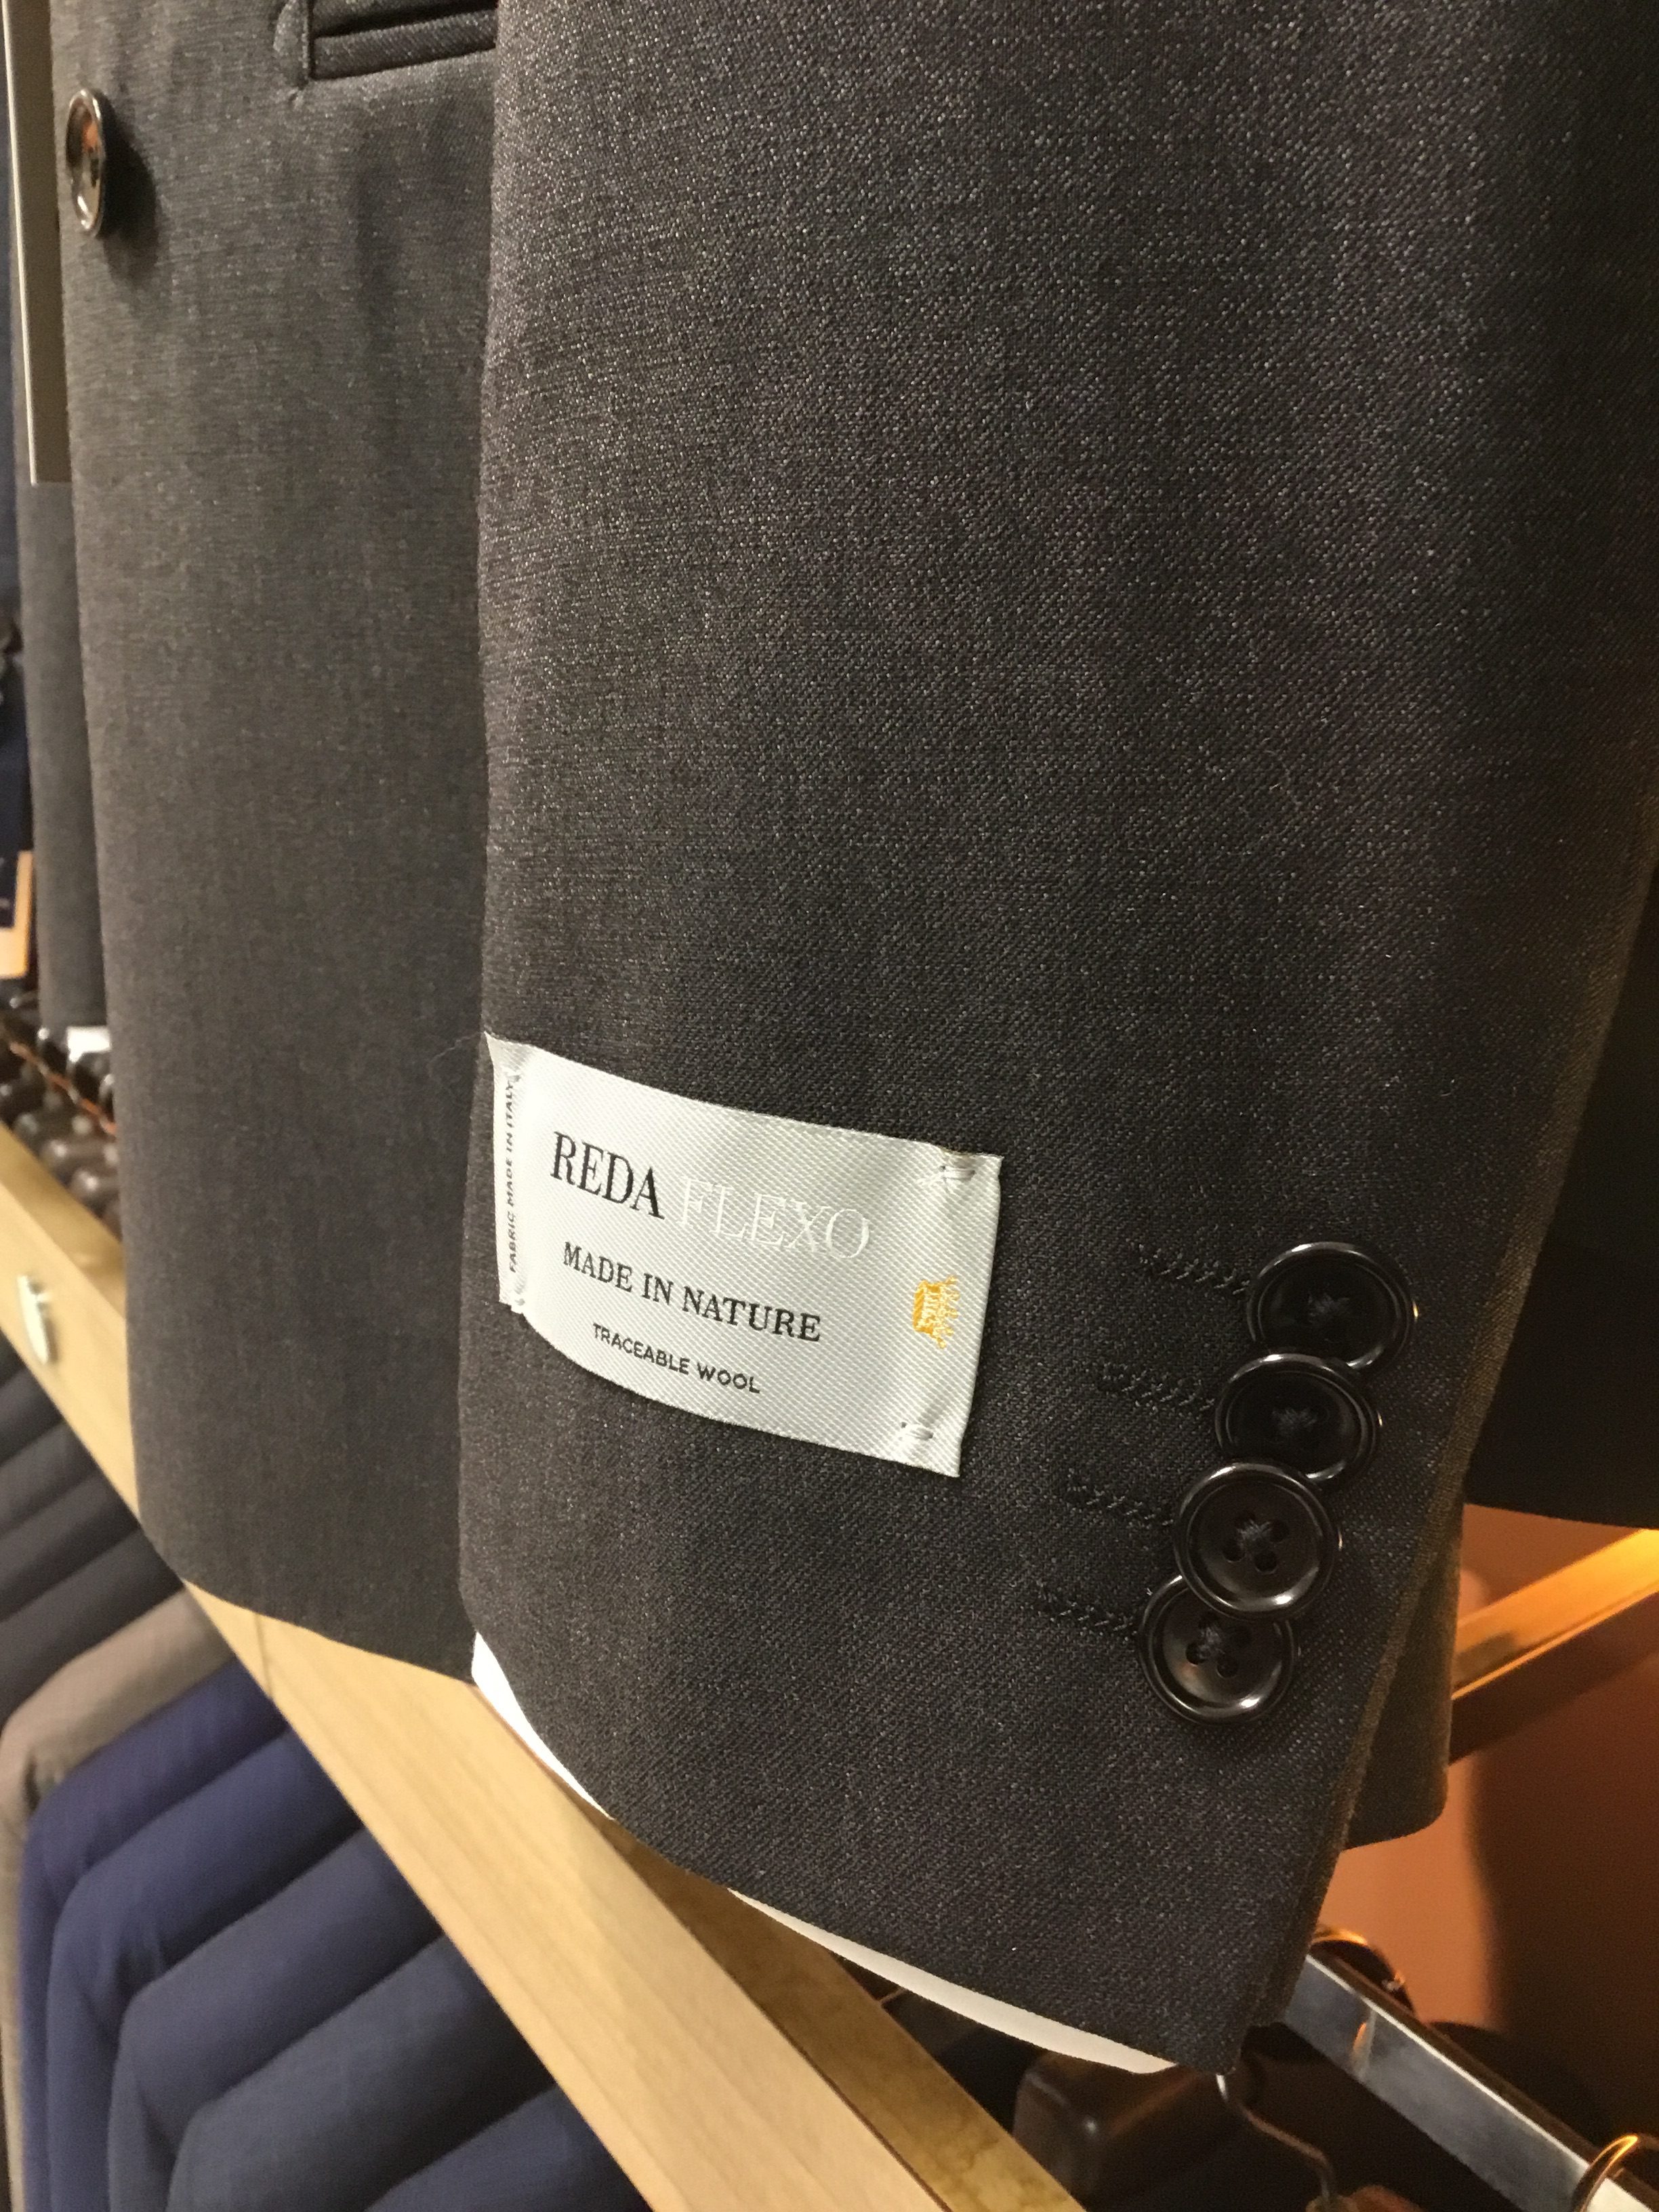 FABRIC MADE IN ITALY
REDA FLEXO
MADE IN NATURE
TRACEABLE WOOL